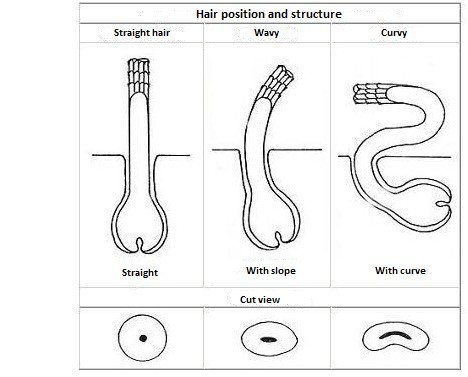 Hair position and structure
Straight hair Wavy Curvy
Straight With slope With curve
Cut view